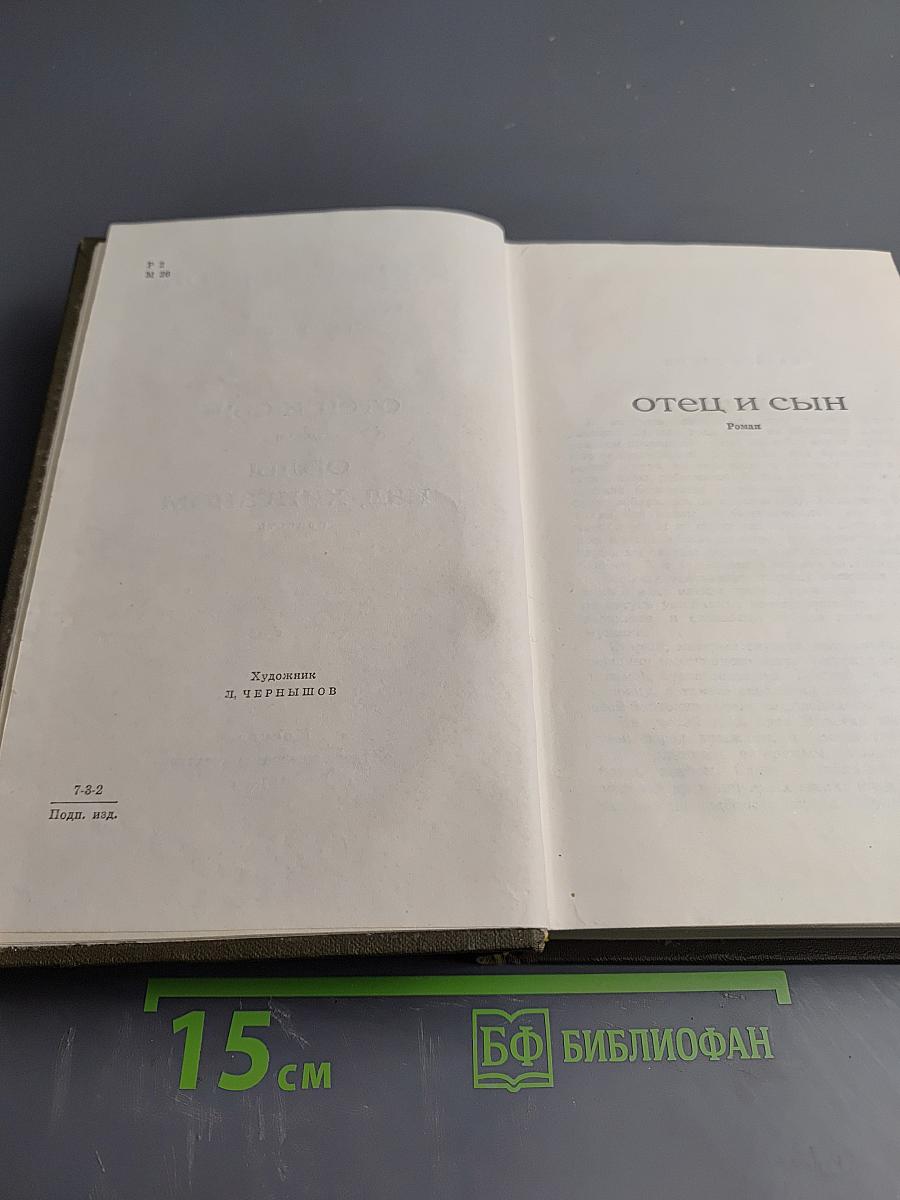 Р 2
М 26
Художник
Л. ЧЕРНЫШОВ
7-3-2
Подп. изд.
ОТЕЦ И СЫН
Роман
15 см
БФ БИБЛИОФАН